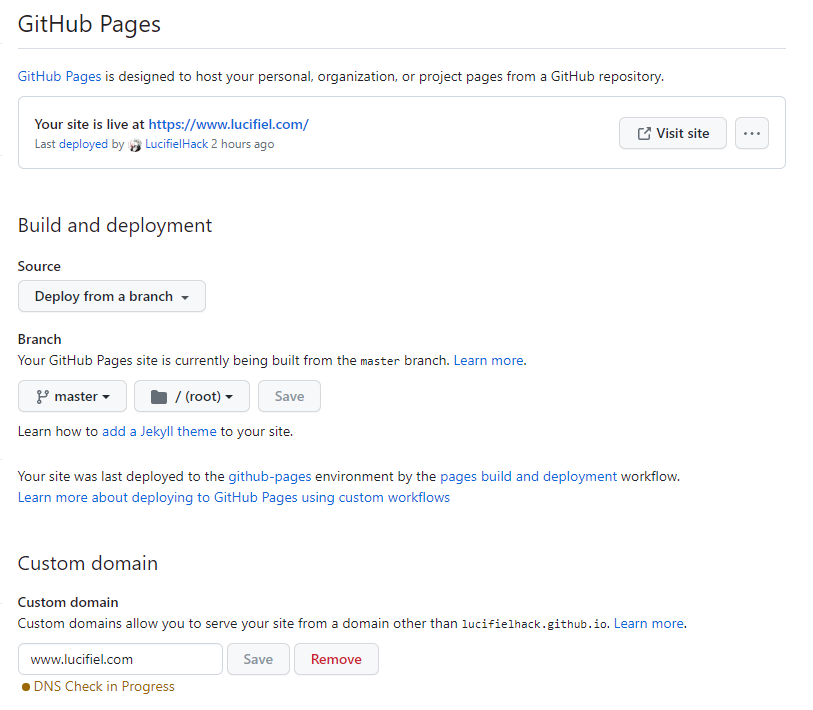 GitHub Pages
GitHub Pages is designed to host your personal, organization, or project pages from a GitHub repository.
Your site is live at https://www.lucifiel.com/
Last deployed by LucifielHack 2 hours ago
Visit site
···
Build and deployment
Source
Deploy from a branch
Branch
Your GitHub Pages site is currently being built from the master branch. Learn more.
master
/ (root)
Save
Learn how to add a Jekyll theme to your site.
Your site was last deployed to the github-pages environment by the pages build and deployment workflow.
Learn more about deploying to GitHub Pages using custom workflows
Custom domain
Custom domain
Custom domains allow you to serve your site from a domain other than lucifielhack.github.io. Learn more.
www.lucifiel.com
Save
Remove
DNS Check in Progress